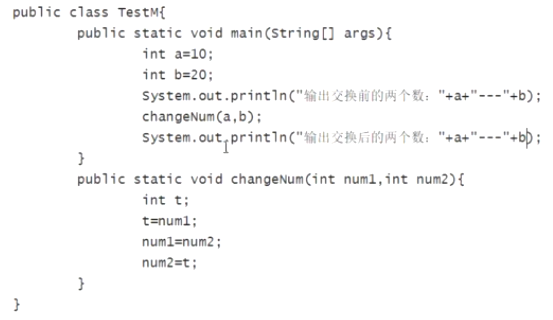 public class TestM{
public static void main(String[] args){
int a=10;
int b=20;
System.out.println("输出交换前的两个数："+a+"---"+b);
changeNum(a,b);
System.out.println("输出交换后的两个数："+a+"---"+b);
}
public static void changeNum(int num1,int num2){
int t;
t=num1;
num1=num2;
num2=t;
}
}